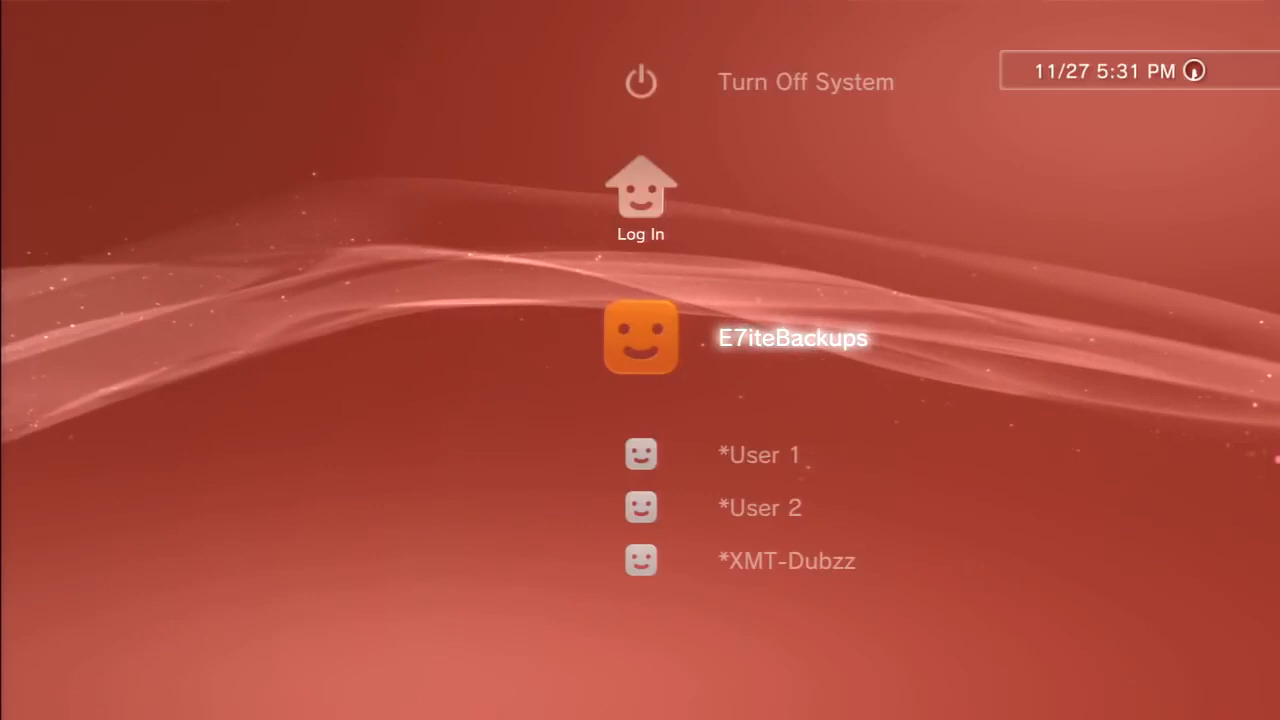 Turn Off System
11/27 5:31 PM
Log In
E7iteBackups
*User 1
*User 2
*XMT-Dubzz